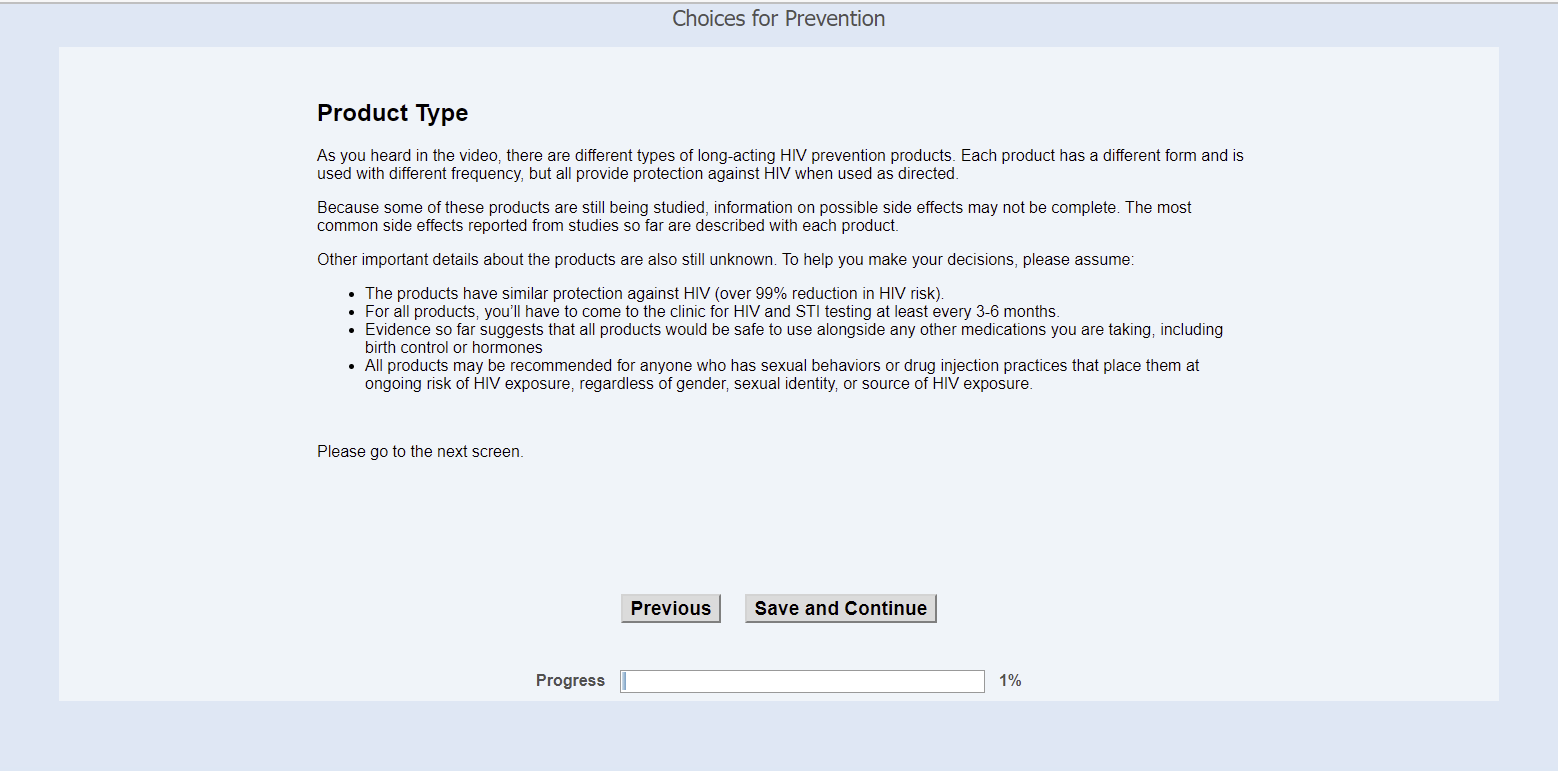 Choices for Prevention
Product Type
As you heard in the video, there are different types of long-acting HIV prevention products. Each product has a different form and is
used with different frequency, but all provide protection against HIV when used as directed.
Because some of these products are still being studied, information on possible side effects may not be complete. The most
common side effects reported from studies so far are described with each product.
Other important details about the products are also still unknown. To help you make your decisions, please assume:
• The products have similar protection against HIV (over 99% reduction in HIV risk).
• For all products, you’ll have to come to the clinic for HIV and STI testing at least every 3-6 months.
• Evidence so far suggests that all products would be safe to use alongside any other medications you are taking, including
birth control or hormones
• All products may be recommended for anyone who has sexual behaviors or drug injection practices that place them at
ongoing risk of HIV exposure, regardless of gender, sexual identity, or source of HIV exposure.
Please go to the next screen.
Previous Save and Continue
Progress 1%